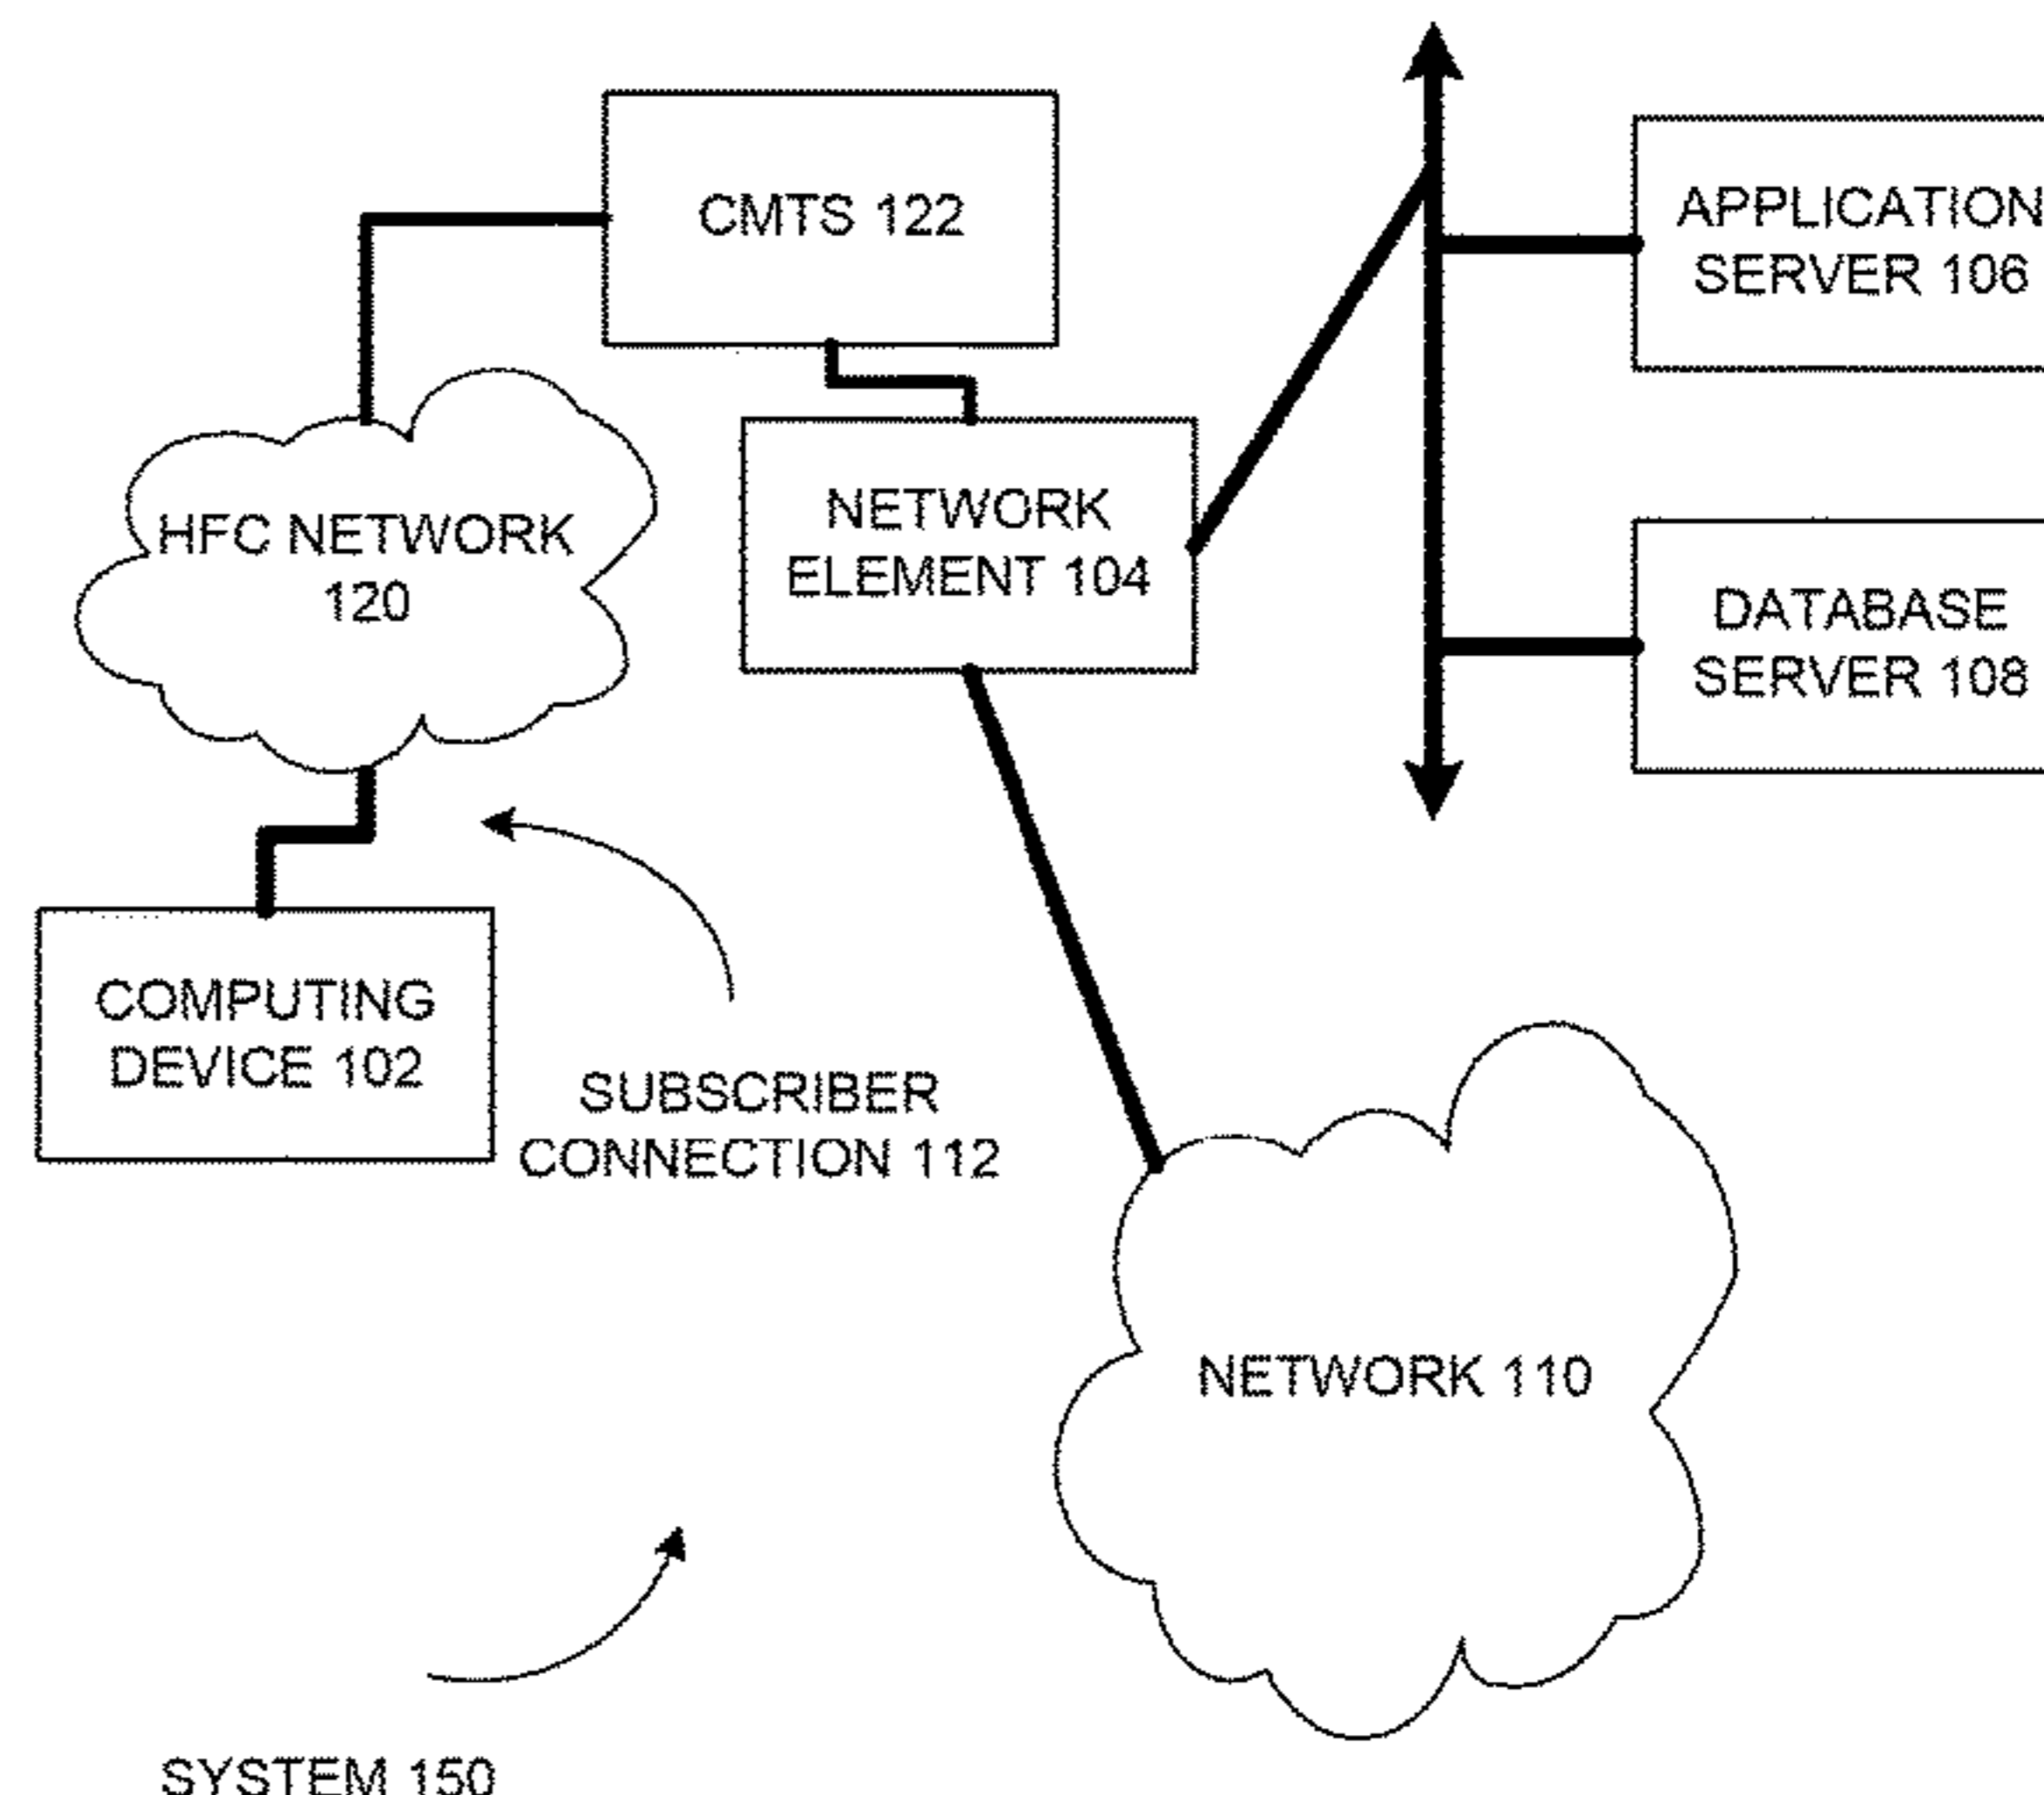 CMTS 122
APPLICATION
SERVER 106
HFC NETWORK
120
NETWORK
ELEMENT 104
DATABASE
SERVER 108
COMPUTING
DEVICE 102
SUBSCRIBER
CONNECTION 112
NETWORK 110
SYSTEM 150